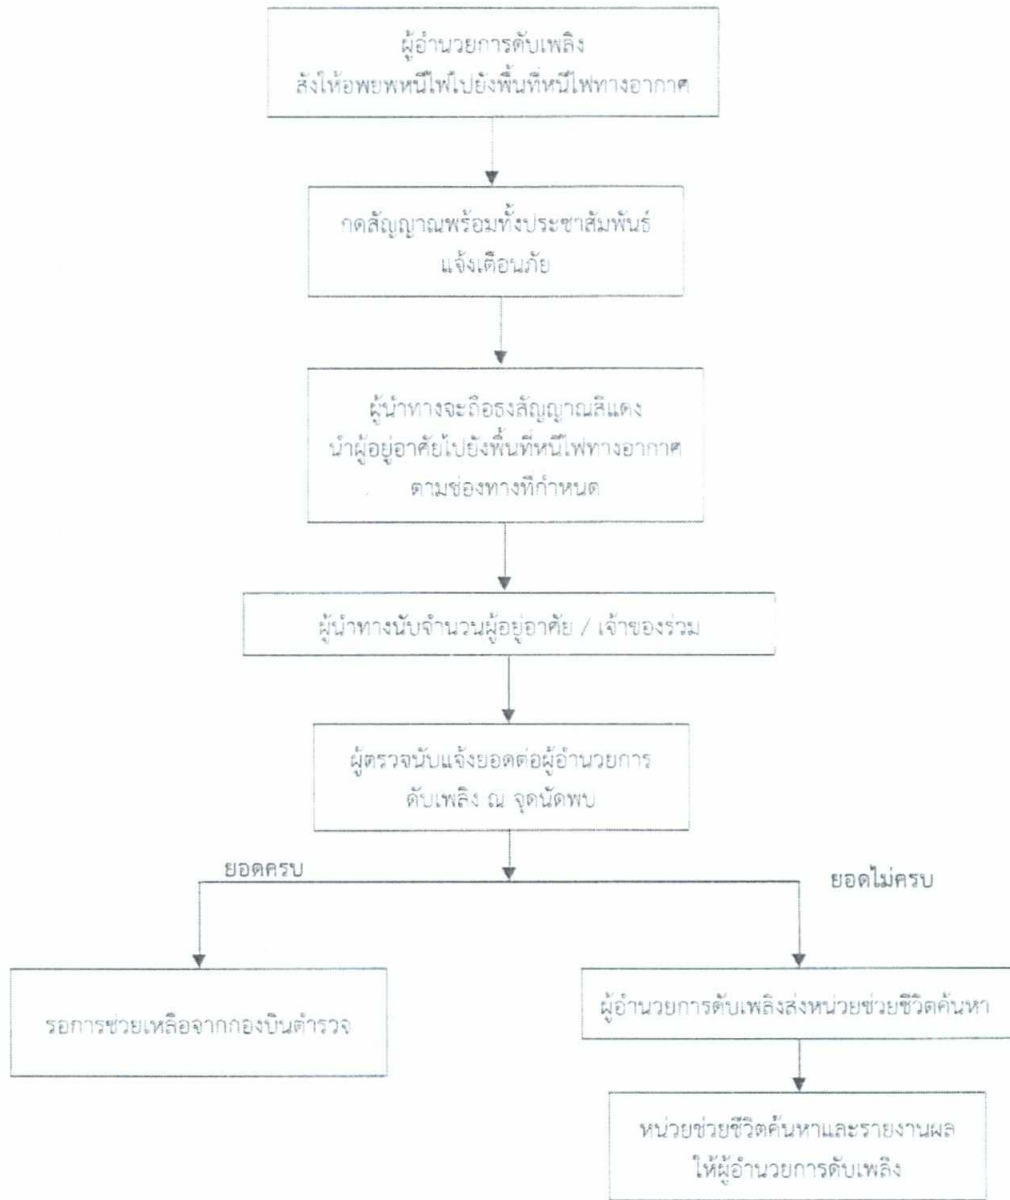 ผู้อำนวยการดับเพลิง
สั่งให้อพยพหนีไฟไปยังพื้นที่หนีไฟทางอากาศ
กดสัญญาณพร้อมทั้งประชาสัมพันธ์
แจ้งเตือนภัย
ผู้นำทางจะถือธงสัญญาณสีแดง
นำผู้อยู่อาศัยไปยังพื้นที่หนีไฟทางอากาศ
ตามช่องทางที่กำหนด
ผู้นำทางนับจำนวนผู้อยู่อาศัย / เจ้าของร่วม
ผู้ตรวจนับแจ้งยอดต่อผู้อำนวยการ
ดับเพลิง ณ จุดนัดพบ
ยอดครบ
ยอดไม่ครบ
รอการช่วยเหลือจากกองบินตำรวจ
ผู้อำนวยการดับเพลิงส่งหน่วยช่วยชีวิตค้นหา
หน่วยช่วยชีวิตค้นหาและรายงานผล
ให้ผู้อำนวยการดับเพลิง